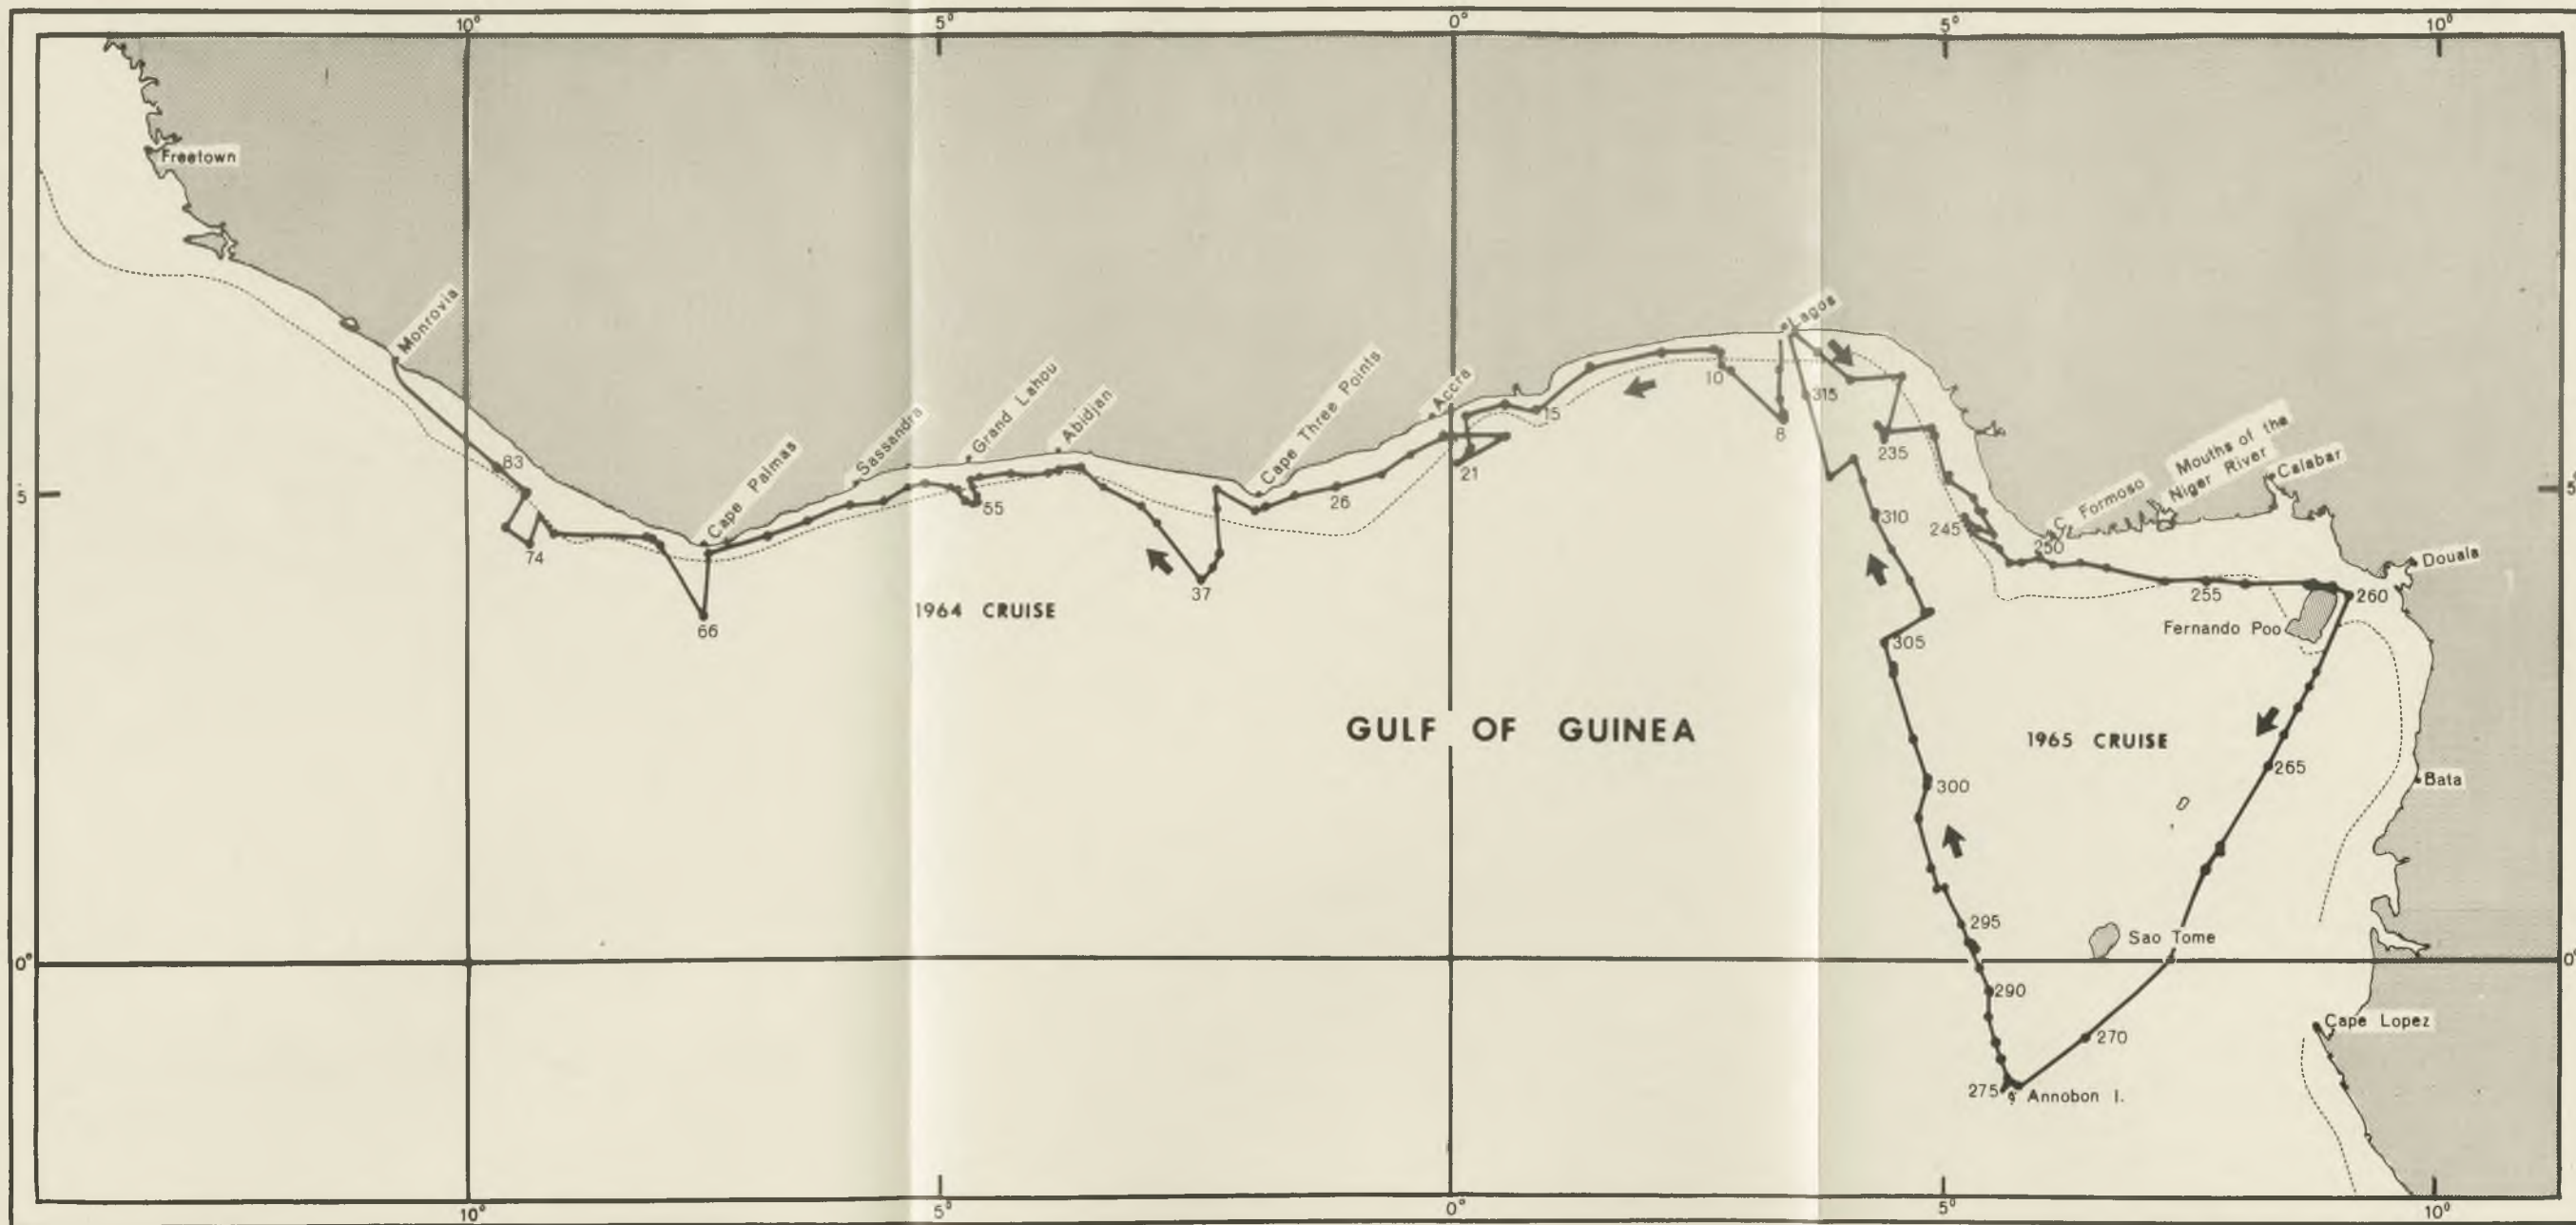 10°
5°
0°
5°
10°
Freetown
Monrovia
Lagos
Cape Three Points
Accra
Grand Lahou
Abidjan
Sassandra
Cape Palmas
10
315
15
8
235
Mouths of the
Niger River
Calabar
C. Formoso
83
21
5
5
26
55
310
245
250
74
Douala
37
255
260
66
1964 CRUISE
Fernando Poo
305
GULF OF GUINEA
1965 CRUISE
265
300
Bata
295
Sao Tome
0°
0°
290
Cape Lopez
270
275
Annobon I.
10°
5°
0°
5°
10°